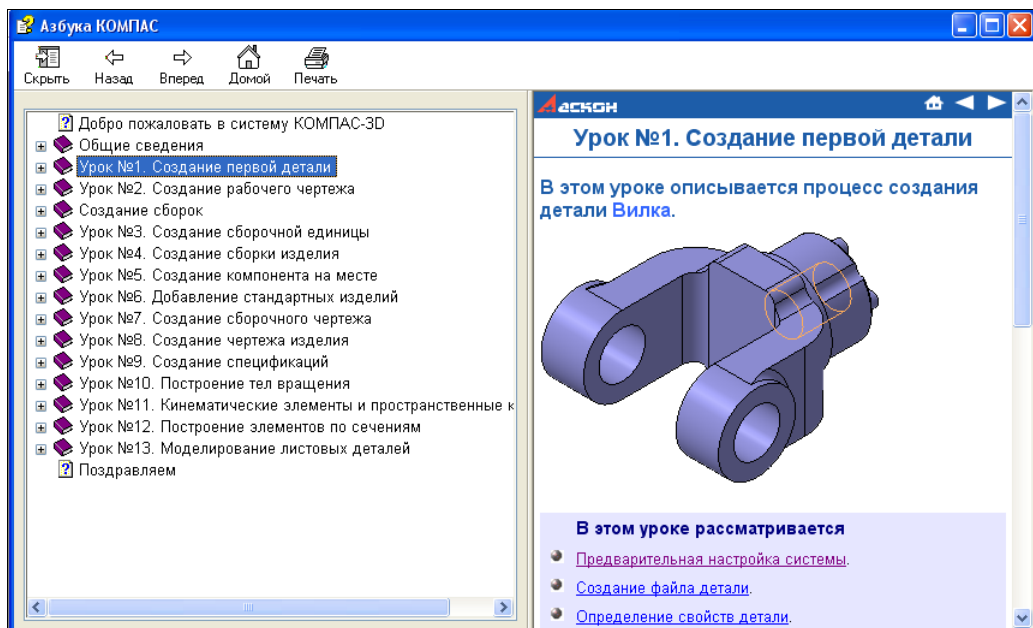 Азбука КОМПАС
Скрыть Назад Вперед Домой Печать
Добро пожаловать в систему КОМПАС-3D
Общие сведения
Урок №1. Создание первой детали
Урок №2. Создание рабочего чертежа
Создание сборок
Урок №3. Создание сборочной единицы
Урок №4. Создание сборки изделия
Урок №5. Создание компонента на месте
Урок №6. Добавление стандартных изделий
Урок №7. Создание сборочного чертежа
Урок №8. Создание чертежа изделия
Урок №9. Создание спецификаций
Урок №10. Построение тел вращения
Урок №11. Кинематические элементы и пространственные к
Урок №12. Построение элементов по сечениям
Урок №13. Моделирование листовых деталей
Поздравляем
Аскон
Урок №1. Создание первой детали
В этом уроке описывается процесс создания
детали Вилка.
В этом уроке рассматривается
Предварительная настройка системы.
Создание файла детали.
Определение свойств детали.